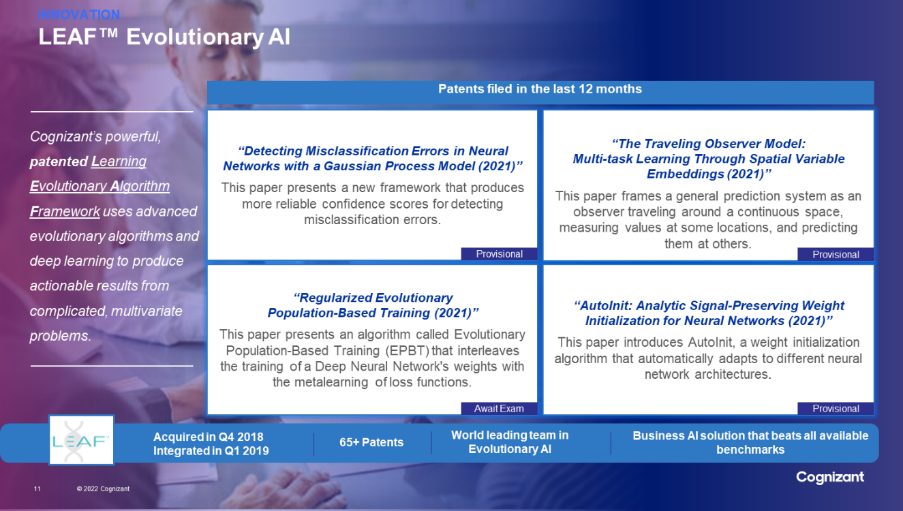 INNOVATION
LEAF™ Evolutionary AI
Patents filed in the last 12 months
Cognizant's powerful,
patented Learning
Evolutionary Algorithm
Framework uses advanced
evolutionary algorithms and
deep learning to produce
actionable results from
complicated, multivariate
problems.
“Detecting Misclassification Errors in Neural
Networks with a Gaussian Process Model (2021)”
This paper presents a new framework that produces
more reliable confidence scores for detecting
misclassification errors.
Provisional
“The Traveling Observer Model:
Multi-task Learning Through Spatial Variable
Embeddings (2021)”
This paper frames a general prediction system as an
observer traveling around a continuous space,
measuring values at some locations, and predicting
them at others.
Provisional
“Regularized Evolutionary
Population-Based Training (2021)”
This paper presents an algorithm called Evolutionary
Population-Based Training (EPBT) that interleaves
the training of a Deep Neural Network's weights with
the metalearning of loss functions.
Await Exam
“AutoInit: Analytic Signal-Preserving Weight
Initialization for Neural Networks (2021)”
This paper introduces AutoInit, a weight initialization
algorithm that automatically adapts to different neural
network architectures.
Provisional
LEAF
Acquired in Q4 2018
Integrated in Q1 2019
65+ Patents
World leading team in
Evolutionary AI
Business AI solution that beats all available
benchmarks
Cognizant
11
© 2022 Cognizant